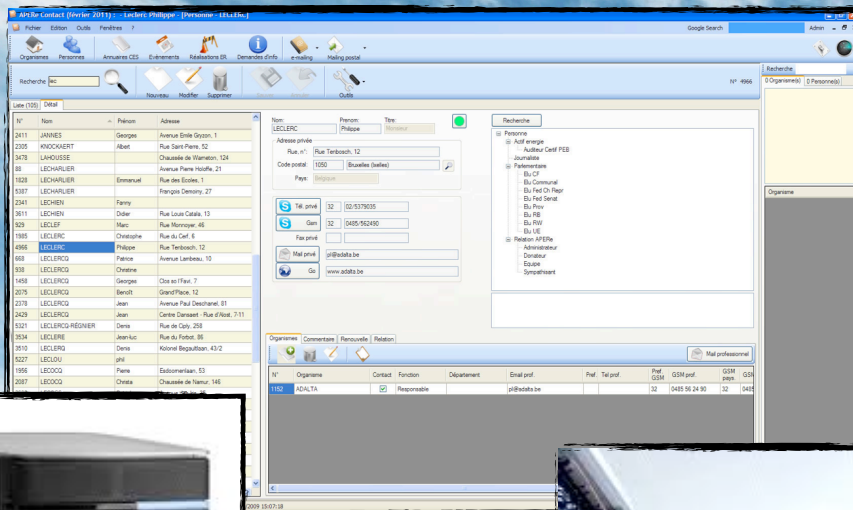 APERe Contact (février 2011) : - Leclerc Philippe - [Personne - LECLERC]
Fichier Edition Outils Fenêtres ? Google Search Admin
Organismes Personnes Annuaires CES Evénements Réalisations ER Demandes d'info e-mailing Mailing postal
Recherche lec Nouveau Modifier Supprimer Outils N° 4966
Recherche
0 Organisme(s) 0 Personne(s)
Organisme
Liste (105) Détail
N° Nom Prénom Adresse
2411 JANNES Georges Avenue Emile Gryzon, 1
2305 KNOCKAERT Albert Rue Saint-Pierre, 52
3478 LAHOUSSE Chaussée de Warneton, 124
88 LECHARLIER Avenue Pierre Holoffe, 21
1828 LECHARLIER Emmanuel Rue des Ecoles, 1
5387 LECHARLIER François Demoiny, 27
2341 LECHIEN Fanny
3611 LECHIEN Didier Rue Louis Catala, 13
929 LECLEF Marc Rue Monnoyer, 46
1985 LECLERC Christophe Rue du Cerf, 6
4966 LECLERC Philippe Rue Tenbosch, 12
668 LECLERCQ Patrice Avenue Lambeau, 10
938 LECLERCQ Christine
1458 LECLERCQ Georges Clos so l'Favi, 7
2075 LECLERCQ Benoît Grand'Place, 12
2378 LECLERCQ Jean Avenue Paul Deschanel, 81
2429 LECLERCQ Jean Centre Dansaert - Rue d'Alost, 7-11
5321 LECLERCQ-RÉGNIER Denis Rue de Ciply, 258
3534 LECLERE Jean-luc Rue du Forbot, 86
3510 LECLERQ Denis Kolonel Begaultlaan, 43/2
5227 LECLOU phil
1956 LECOCQ Pierre Esdoornenlaan, 53
2087 LECOCQ Christa Chaussée de Namur, 146
Nom: Prenom: Titre:
LECLERC Philippe Monsieur
Adresse privée
Rue, n°: Rue Tenbosch, 12
Code postal 1050 Bruxelles (Ixelles)
Pays: Belgique
Tél. privé 32 02/5379035
Gsm 32 0485/562490
Fax privé
Mail privé pl@adalta.be
Go www.adalta.be
Recherche
Personne
Actif energie
Auditeur Certif PEB
Journaliste
Parlementaire
Elu CF
Elu Communal
Elu Fed Ch Repr
Elu Fed Senat
Elu Prov
Elu RB
Elu RW
Elu UE
Relation APERe
Administrateur
Donateur
Equipe
Sympathisant
Organismes Commentaire Renouvelle Relation
Mail professionnel
N° Organisme Contact Fonction Département Email prof. Pref. Tel prof. Pref. GSM GSM prof. GSM pays.
1152 ADALTA Responsable pl@adalta.be 32 0485 56 24 90 32 0485
/2009 15:07:18